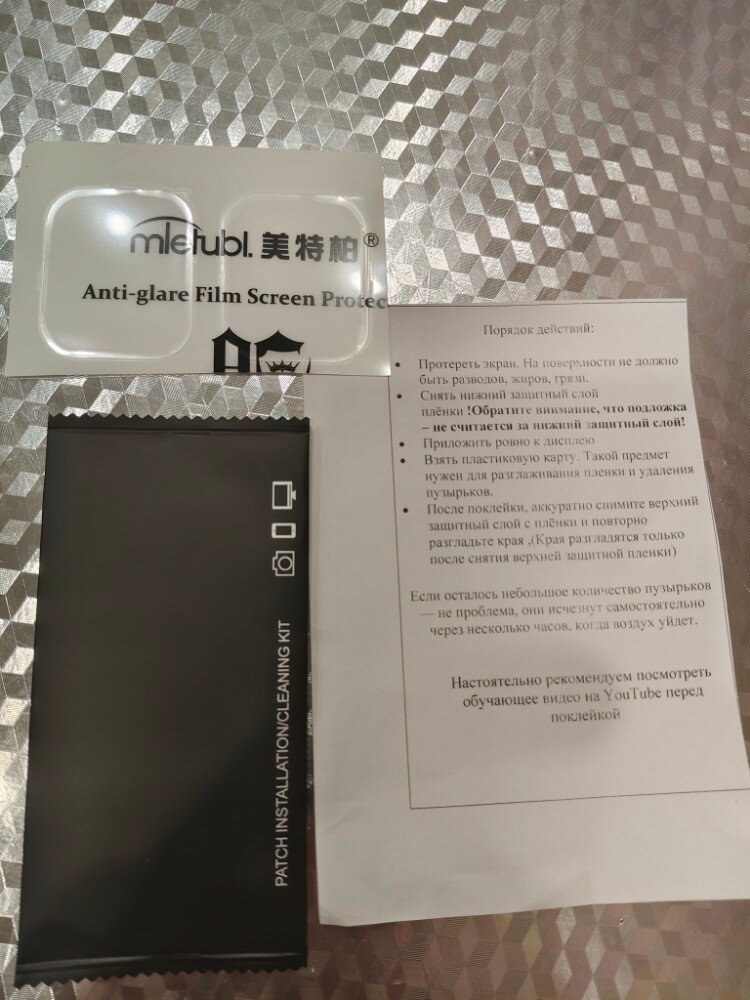 mletubl. 美特柏®
Anti-glare Film Screen Protec
Порядок действий:
Протереть экран. На поверхности не должно
быть разводов, жиров, грязи.
Снять нижний защитный слой
плёнки !Обратите внимание, что подложка
– не считается за нижний защитный слой!
Приложить ровно к дисплею
Взять пластиковую карту. Такой предмет
нужен для разглаживания пленки и удаления
пузырьков.
После поклейки, аккуратно снимите верхний
защитный слой с плёнки и повторно
разгладьте края ,(Края разгладятся только
после снятия верхней защитной пленки)
Если осталось небольшое количество пузырьков
— не проблема, они исчезнут самостоятельно
через несколько часов, когда воздух уйдет.
Настоятельно рекомендуем посмотреть
обучающее видео на YouTube перед
поклейкой
PATCH INSTALLATION/CLEANING KIT